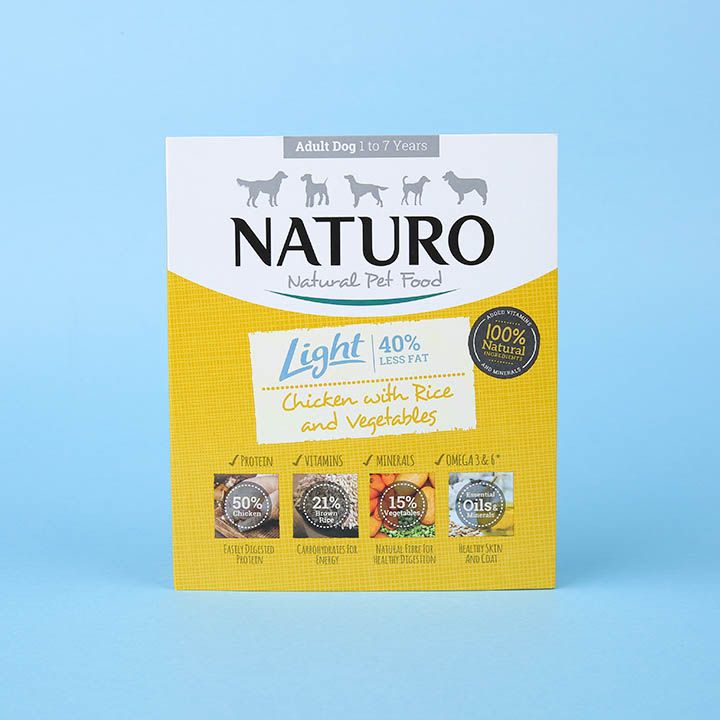 Adult Dog 1 to 7 Years
NATURO
Natural Pet Food
Light 40% LESS FAT
Chicken with Rice
and Vegetables
ADDED VITAMINS
100%
Natural
INGREDIENTS
AND MINERALS
✓ PROTEIN ✓ VITAMINS ✓ MINERALS ✓ OMEGA 3 & 6*
50%
Chicken
21%
Brown
Rice
15%
Vegetables
Essential
Oils &
Minerals
EASILY DIGESTED
PROTEIN
CARBOHYDRATES FOR
ENERGY
NATURAL FIBRE FOR
HEALTHY DIGESTION
HEALTHY SKIN
AND COAT